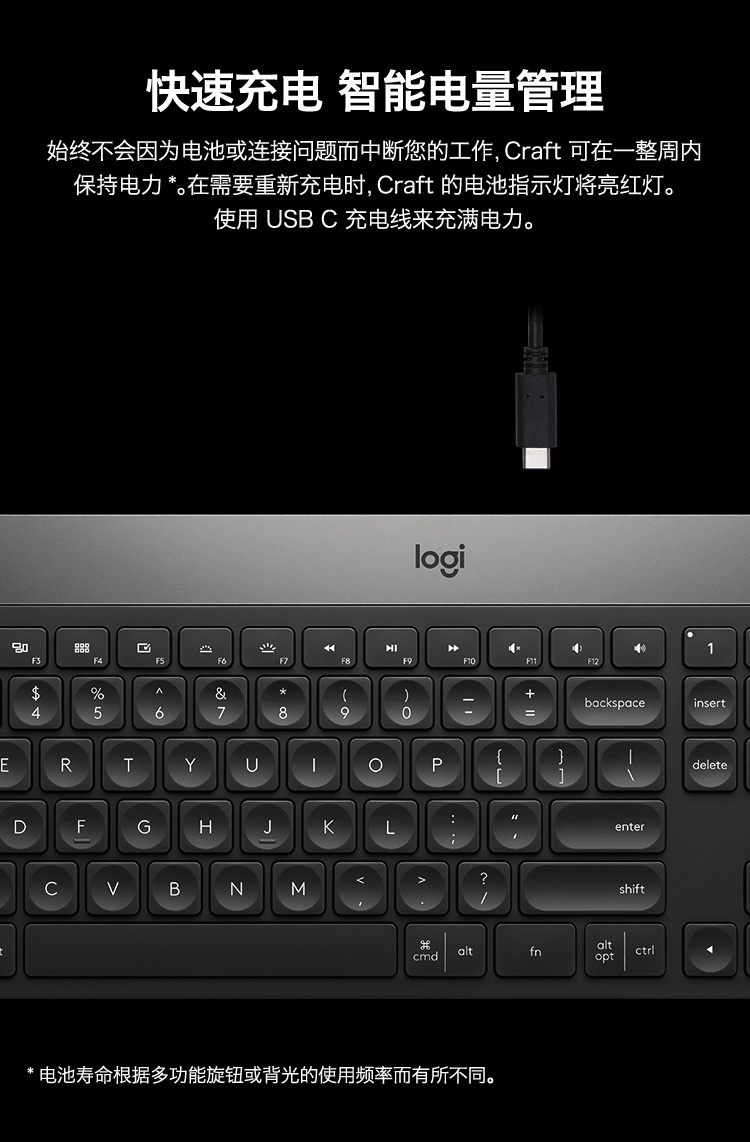 快速充电 智能电量管理
始终不会因为电池或连接问题而中断您的工作, Craft 可在一整周内
保持电力 *。在需要重新充电时, Craft 的电池指示灯将亮红灯。
使用 USB C 充电线来充满电力。
logi
F3 F4 F5 F6 F7 F8 F9 F10 F11 F12 1
$ % ^ & * ( ) _ +
4 5 6 7 8 9 0 - = backspace insert
E R T Y U I O P { [ } ] | \ delete
D F G H J K L : ; “ ‘ enter
C V B N M < , > . ? / shift
t ⌘ cmd alt fn alt opt ctrl
* 电池寿命根据多功能旋钮或背光的使用频率而有所不同。